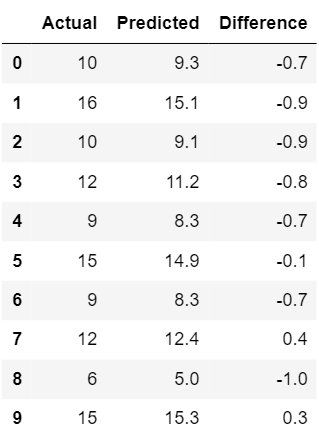 Actual Predicted Difference
0 10 9.3 -0.7
1 16 15.1 -0.9
2 10 9.1 -0.9
3 12 11.2 -0.8
4 9 8.3 -0.7
5 15 14.9 -0.1
6 9 8.3 -0.7
7 12 12.4 0.4
8 6 5.0 -1.0
9 15 15.3 0.3